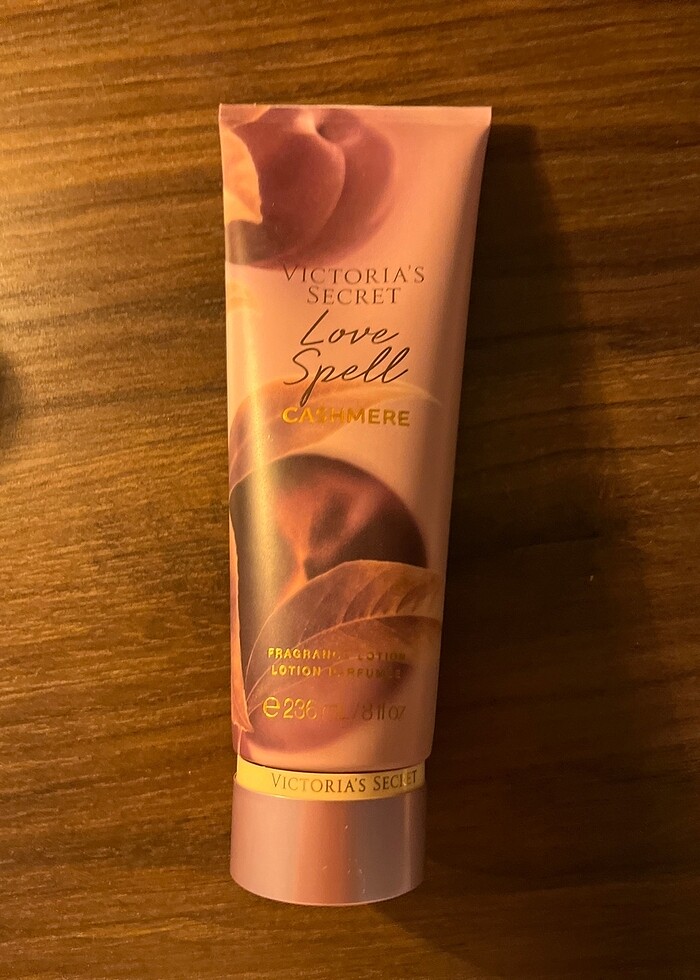 VICTORIA'S
SECRET
Love
Spell
CASHMERE
FRAGRANCE LOTION
LOTION PARFUMÉE
℮ 236 mL / 8 fl oz
VICTORIA'S SECRET